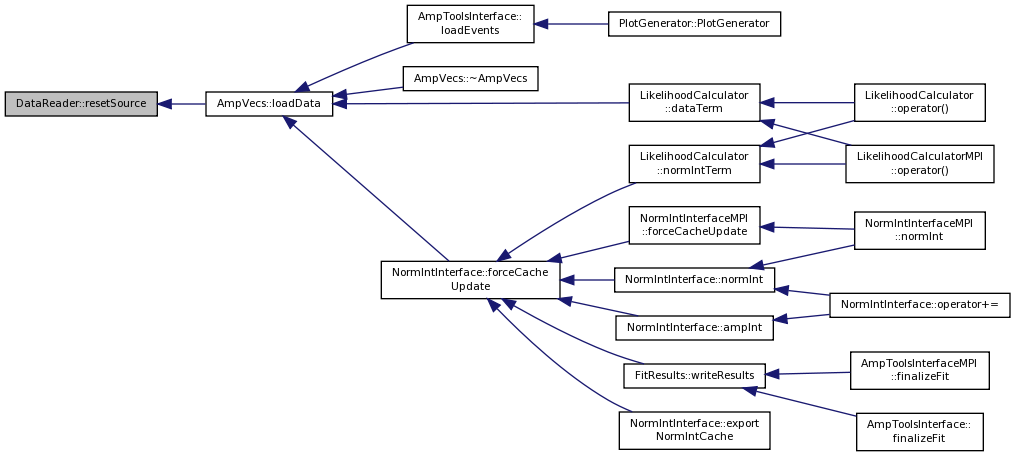 DataReader::resetSource
AmpVecs::loadData
AmpToolsInterface::
loadEvents
PlotGenerator::PlotGenerator
AmpVecs::~AmpVecs
LikelihoodCalculator
::dataTerm
LikelihoodCalculator
::operator()
LikelihoodCalculator
::normIntTerm
LikelihoodCalculatorMPI
::operator()
NormIntInterface::forceCache
Update
NormIntInterfaceMPI
::forceCacheUpdate
NormIntInterfaceMPI
::normInt
NormIntInterface::normInt
NormIntInterface::operator+=
NormIntInterface::ampInt
FitResults::writeResults
AmpToolsInterfaceMPI
::finalizeFit
NormIntInterface::export
NormIntCache
AmpToolsInterface::
finalizeFit